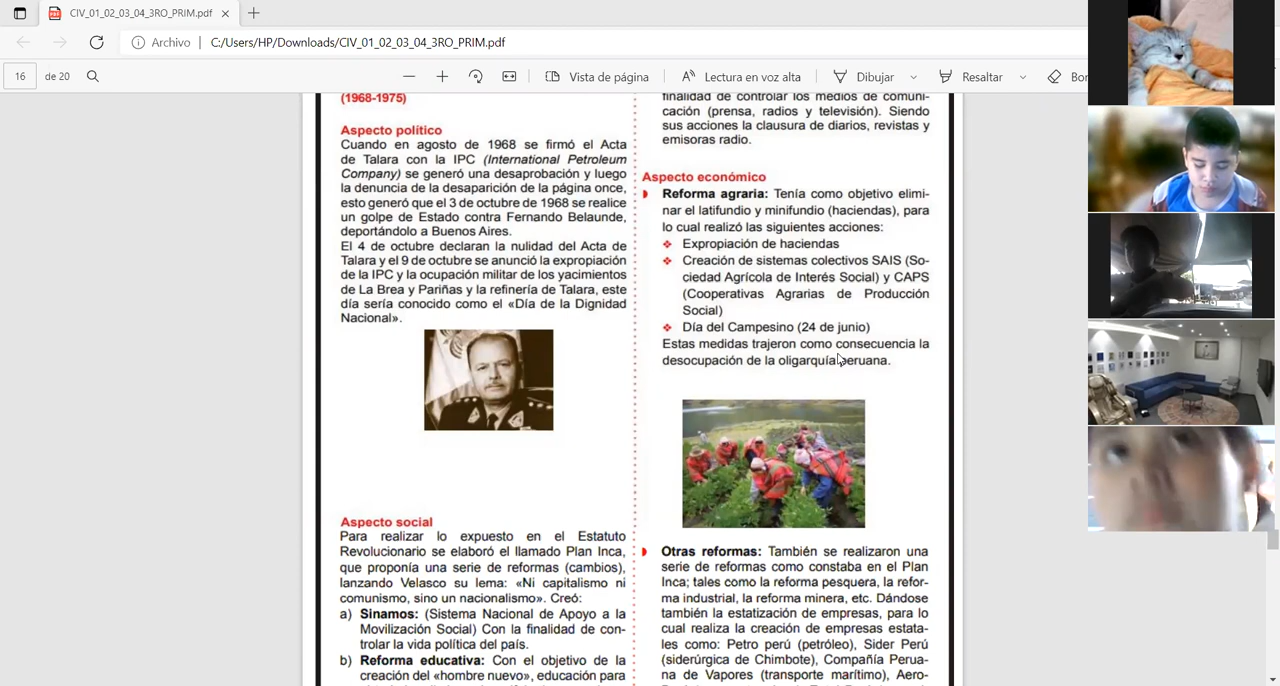 CIV_01_02_03_04_3RO_PRIM.pdf
Archivo | C:/Users/HP/Downloads/CIV_01_02_03_04_3RO_PRIM.pdf
16 de 20
Vista de página
Lectura en voz alta
Dibujar
Resaltar
Bor
(1968-1975)
Aspecto político
Cuando en agosto de 1968 se firmó el Acta
de Talara con la IPC (International Petroleum
Company) se generó una desaprobación y luego
la denuncia de la desaparición de la página once,
esto generó que el 3 de octubre de 1968 se realice
un golpe de Estado contra Fernando Belaunde,
deportándolo a Buenos Aires.
El 4 de octubre declaran la nulidad del Acta de
Talara y el 9 de octubre se anunció la expropiación
de la IPC y la ocupación militar de los yacimientos
de La Brea y Pariñas y la refinería de Talara, este
día sería conocido como el «Día de la Dignidad
Nacional».
Aspecto social
Para realizar lo expuesto en el Estatuto
Revolucionario se elaboró el llamado Plan Inca,
que proponía una serie de reformas (cambios),
lanzando Velasco su lema: «Ni capitalismo ni
comunismo, sino un nacionalismo». Creó:
a) Sinamos: (Sistema Nacional de Apoyo a la
Movilización Social) Con la finalidad de con-
trolar la vida política del país.
b) Reforma educativa: Con el objetivo de la
creación del «hombre nuevo», educación para
finalidad de controlar los medios de comuni-
cación (prensa, radios y televisión). Siendo
sus acciones la clausura de diarios, revistas y
emisoras radio.
Aspecto económico
Reforma agraria: Tenía como objetivo elimi-
nar el latifundio y minifundio (haciendas), para
lo cual realizó las siguientes acciones:
Expropiación de haciendas
Creación de sistemas colectivos SAIS (So-
ciedad Agrícola de Interés Social) y CAPS
(Cooperativas Agrarias de Producción
Social)
Día del Campesino (24 de junio)
Estas medidas trajeron como consecuencia la
desocupación de la oligarquía peruana.
Otras reformas: También se realizaron una
serie de reformas como constaba en el Plan
Inca; tales como la reforma pesquera, la refor-
ma industrial, la reforma minera, etc. Dándose
también la estatización de empresas, para lo
cual realiza la creación de empresas estata-
les como: Petro perú (petróleo), Sider Perú
(siderúrgica de Chimbote), Compañía Perua-
na de Vapores (transporte marítimo), Aero-